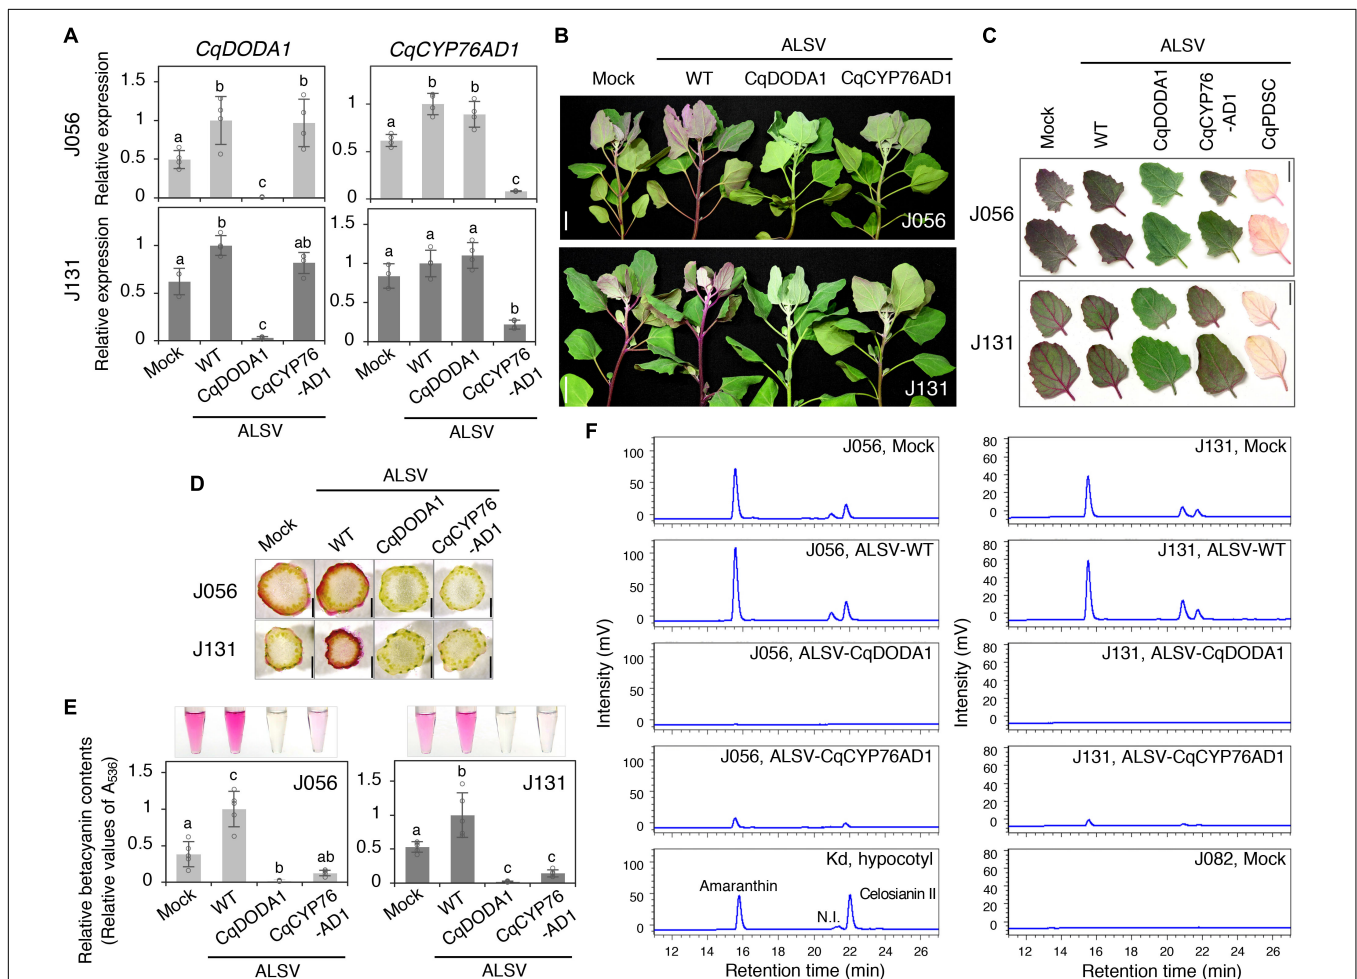 A
CqDODA1
CqCYP76AD1
J056
Relative expression
1.5
1
0.5
0
a
b
c
b
1
0.5
0
a
b
b
c
J131
Relative expression
1
0.5
0
a
b
c
ab
1.5
1
0.5
0
a
a
a
b
Mock
WT
CqDODA1
CqCYP76
-AD1
ALSV
Mock
WT
CqDODA1
CqCYP76
-AD1
ALSV
B
ALSV
Mock
WT
CqDODA1
CqCYP76AD1
J056
J131
C
ALSV
Mock
WT
CqDODA1
CqCYP76
-AD1
CqPDSC
J056
J131
D
ALSV
Mock
WT
CqDODA1
CqCYP76
-AD1
J056
J131
E
Relative betacyanin contents
(Relative values of A536)
J056
1.5
1
0.5
0
a
c
b
ab
Mock
WT
CqDODA1
CqCYP76
-AD1
ALSV
J131
1.5
1
0.5
0
a
b
c
c
Mock
WT
CqDODA1
CqCYP76
-AD1
ALSV
F
Intensity (mV)
J056, Mock
100
50
0
J056, ALSV-WT
100
50
0
J056, ALSV-CqDODA1
100
50
0
J056, ALSV-CqCYP76AD1
100
50
0
Kd, hypocotyl
Amaranthin
N.I.
Celosianin II
100
50
0
12 14 16 18 20 22 24 26
Retention time (min)
Intensity (mV)
J131, Mock
80
60
40
20
0
J131, ALSV-WT
80
60
40
20
0
J131, ALSV-CqDODA1
80
60
40
20
0
J131, ALSV-CqCYP76AD1
80
60
40
20
0
J082, Mock
80
60
40
20
0
12 14 16 18 20 22 24 26
Retention time (min)